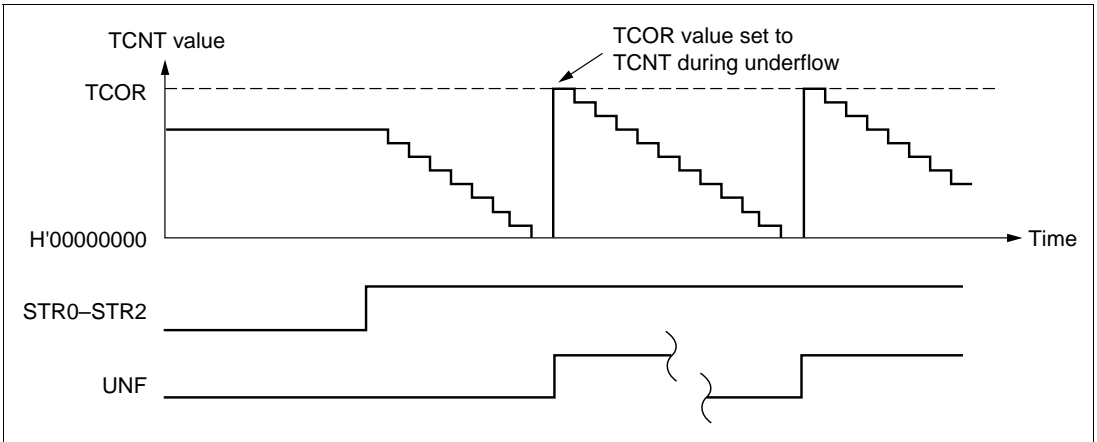 TCNT value
TCOR value set to
TCNT during underflow
TCOR
H'00000000
Time
STR0–STR2
UNF